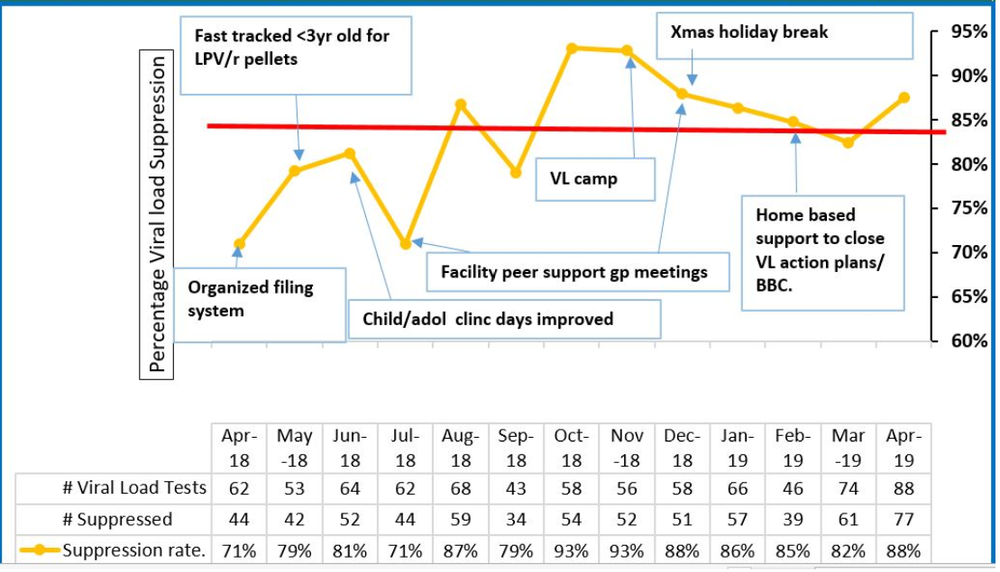 Percentage Viral load Suppression
Fast tracked <3yr old for
LPV/r pellets
Xmas holiday break
95%
90%
85%
80%
75%
70%
65%
60%
VL camp
Home based
support to close
VL action plans/
BBC.
Organized filing
system
Facility peer support gp meetings
Child/adol clinc days improved
Apr- May Jun- Jul- Aug- Sep- Oct- Nov Dec- Jan- Feb- Mar Apr-
18 -18 18 18 18 18 18 -18 18 19 19 -19 19
# Viral Load Tests 62 53 64 62 68 43 58 56 58 66 46 74 88
# Suppressed 44 42 52 44 59 34 54 52 51 57 39 61 77
Suppression rate. 71% 79% 81% 71% 87% 79% 93% 93% 88% 86% 85% 82% 88%